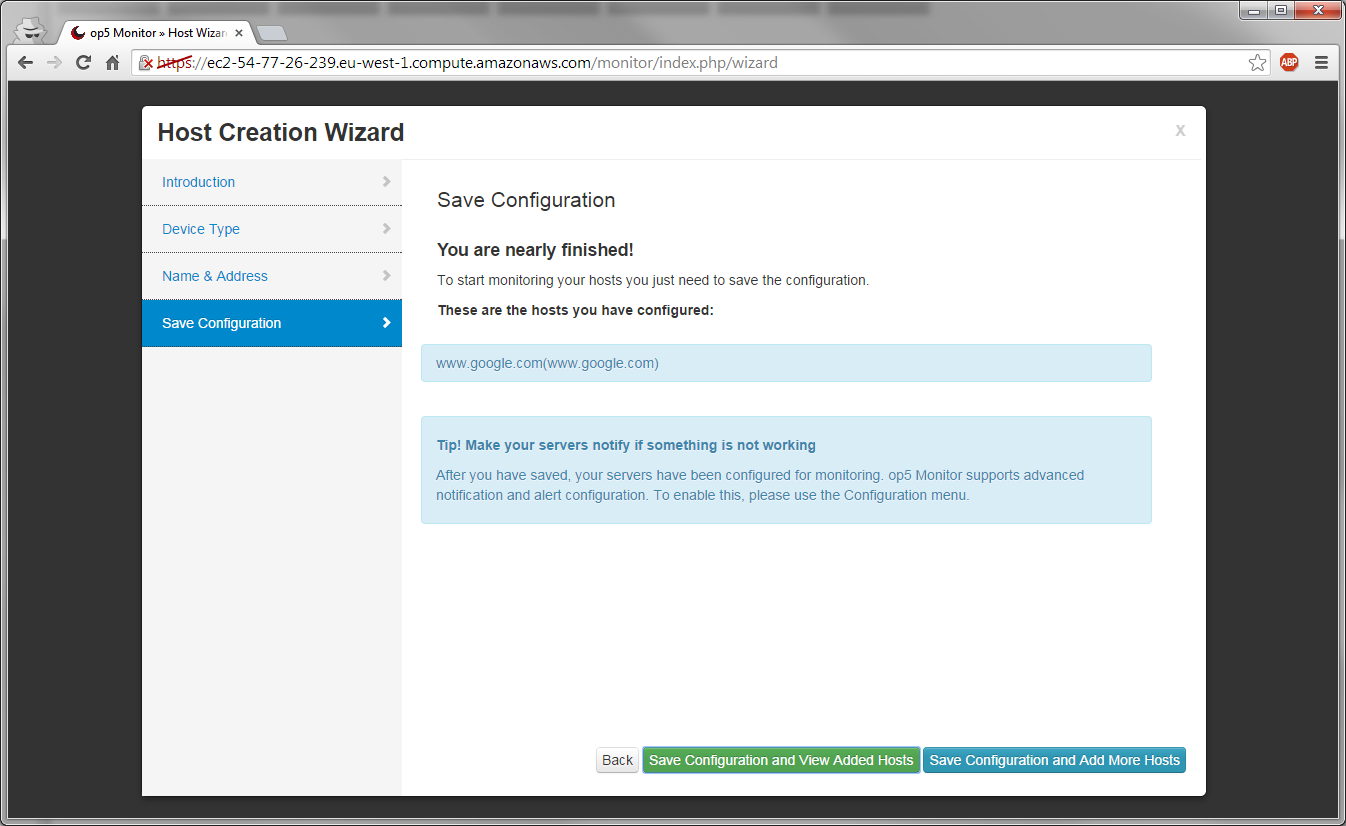 op5 Monitor » Host Wizar
https://ec2-54-77-26-239.eu-west-1.compute.amazonaws.com/monitor/index.php/wizard
ABP
Host Creation Wizard
x
Introduction
Device Type
Name & Address
Save Configuration
Save Configuration
You are nearly finished!
To start monitoring your hosts you just need to save the configuration.
These are the hosts you have configured:
www.google.com(www.google.com)
Tip! Make your servers notify if something is not working
After you have saved, your servers have been configured for monitoring. op5 Monitor supports advanced
notification and alert configuration. To enable this, please use the Configuration menu.
Back
Save Configuration and View Added Hosts
Save Configuration and Add More Hosts